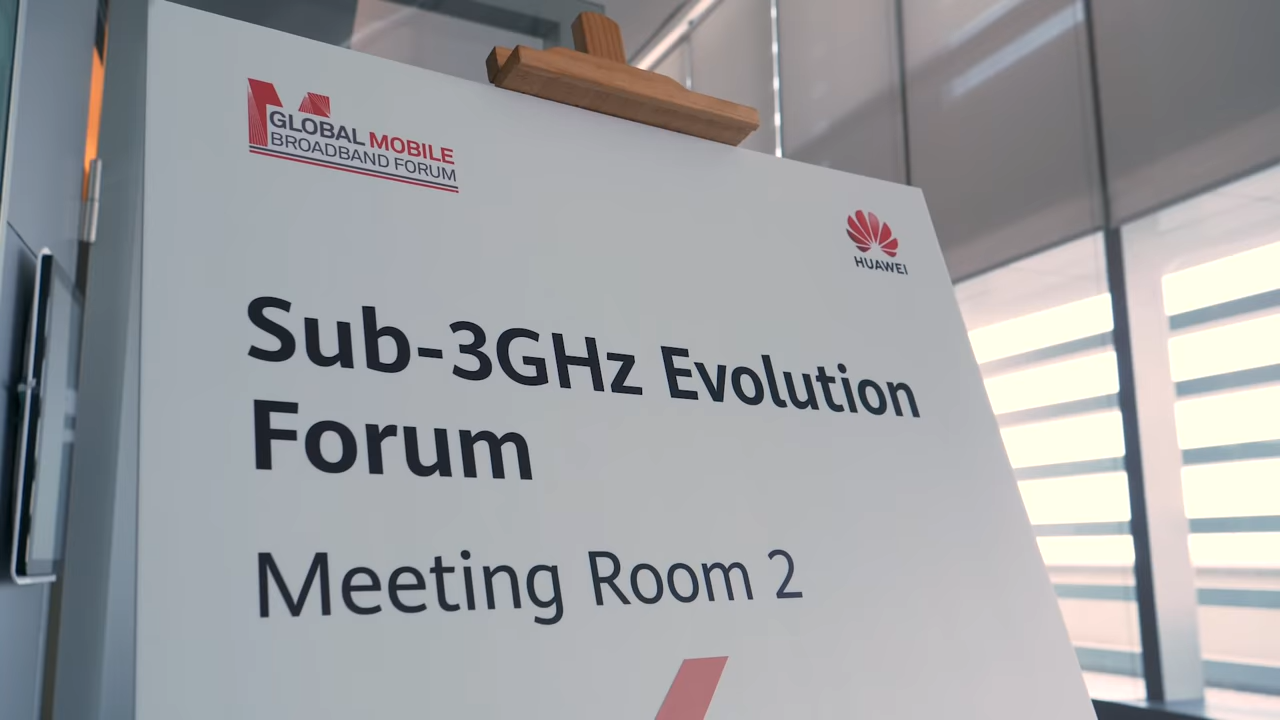 GLOBAL MOBILE
BROADBAND FORUM
HUAWEI
Sub-3GHz Evolution
Forum
Meeting Room 2